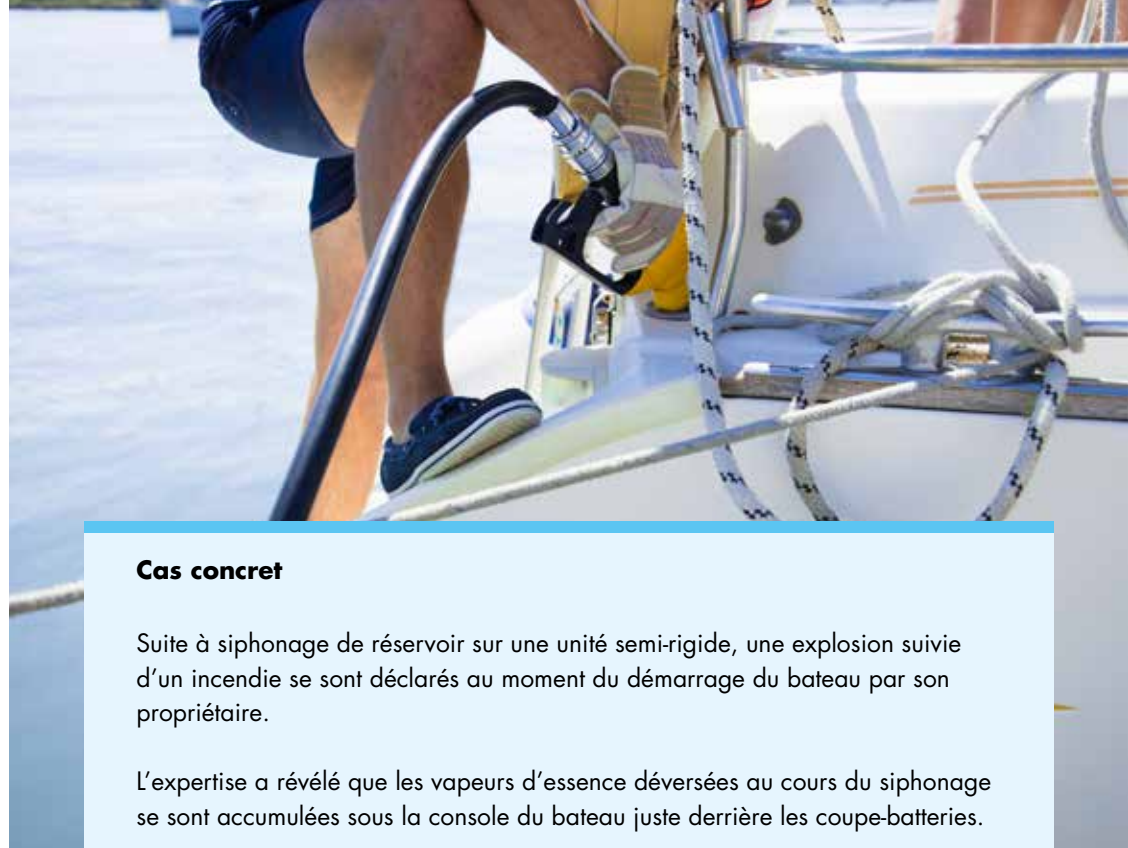 Cas concret
Suite à siphonage de réservoir sur une unité semi-rigide, une explosion suivie
d’un incendie se sont déclarés au moment du démarrage du bateau par son
propriétaire.
L’expertise a révélé que les vapeurs d’essence déversées au cours du siphonage
se sont accumulées sous la console du bateau juste derrière les coupe-batteries.